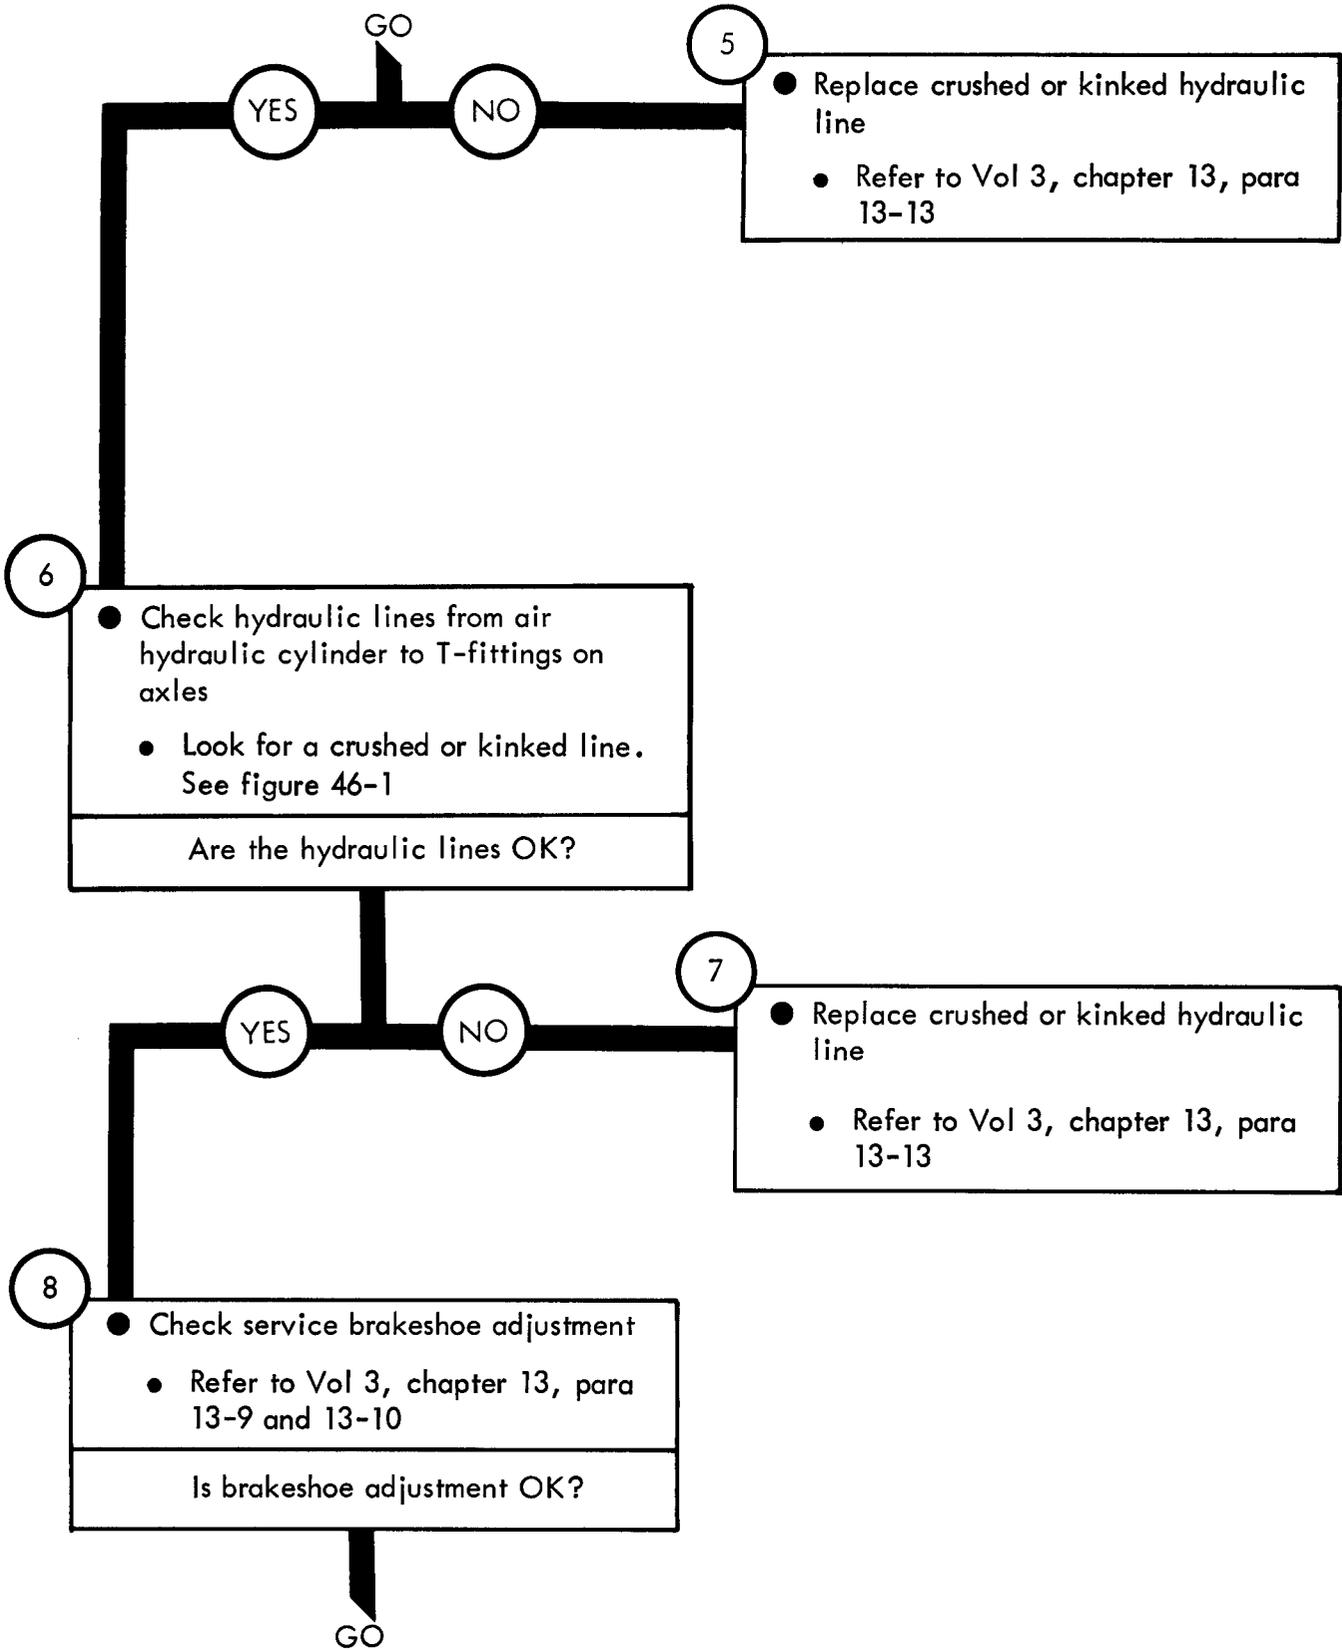 GO
YES
NO
5
● Replace crushed or kinked hydraulic
line
● Refer to Vol 3, chapter 13, para
13-13
6
● Check hydraulic lines from air
hydraulic cylinder to T-fittings on
axles
● Look for a crushed or kinked line.
See figure 46-1
Are the hydraulic lines OK?
YES
NO
7
● Replace crushed or kinked hydraulic
line
● Refer to Vol 3, chapter 13, para
13-13
8
● Check service brakeshoe adjustment
● Refer to Vol 3, chapter 13, para
13-9 and 13-10
Is brakeshoe adjustment OK?
GO